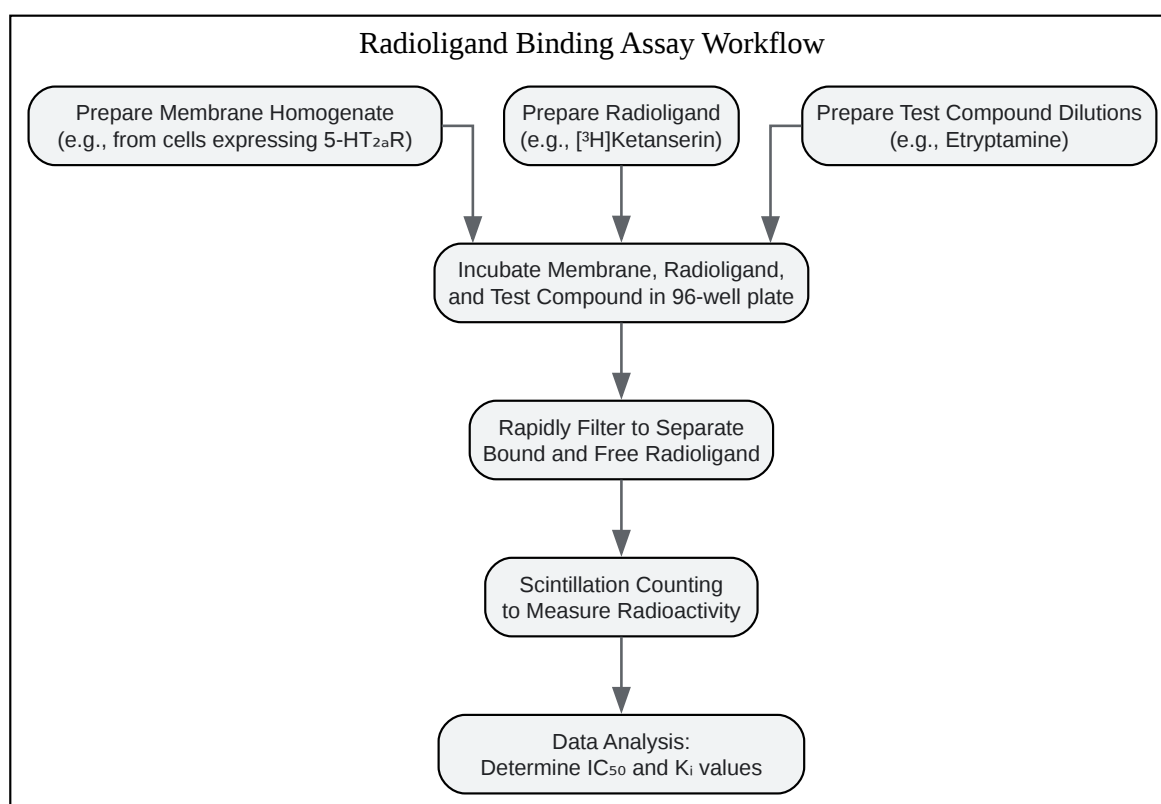 Radioligand Binding Assay Workflow
Prepare Membrane Homogenate
(e.g., from cells expressing 5-HT₂ₐR)
Prepare Radioligand
(e.g., [³H]Ketanserin)
Prepare Test Compound Dilutions
(e.g., Etryptamine)
Incubate Membrane, Radioligand,
and Test Compound in 96-well plate
Rapidly Filter to Separate
Bound and Free Radioligand
Scintillation Counting
to Measure Radioactivity
Data Analysis:
Determine IC₅₀ and Kᵢ values